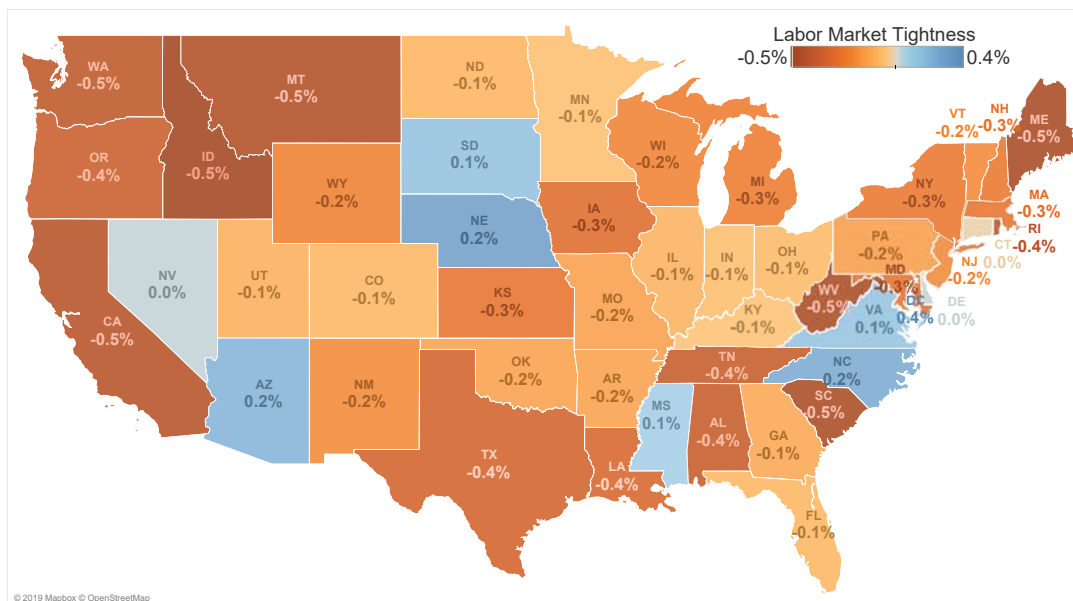 Labor Market Tightness
-0.5% 0.4%
WA
-0.5%
MT
-0.5%
ND
-0.1%
MN
-0.1%
VT
-0.2%
NH
-0.3%
ME
-0.5%
OR
-0.4%
ID
-0.5%
WY
-0.2%
SD
0.1%
WI
-0.2%
MI
-0.3%
NY
-0.3%
MA
-0.3%
RI
-0.4%
CT
0.0%
NE
0.2%
IA
-0.3%
PA
-0.2%
NJ
-0.2%
NV
0.0%
UT
-0.1%
CO
-0.1%
KS
-0.3%
MO
-0.2%
IL
-0.1%
IN
-0.1%
OH
-0.1%
WV
-0.5%
MD
-0.3%
DC
0.4%
DE
0.0%
CA
-0.5%
KY
-0.1%
VA
0.1%
AZ
0.2%
NM
-0.2%
OK
-0.2%
AR
-0.2%
TN
-0.4%
NC
0.2%
SC
-0.5%
MS
0.1%
AL
-0.4%
GA
-0.1%
TX
-0.4%
LA
-0.4%
FL
-0.1%
© 2019 Mapbox © OpenStreetMap